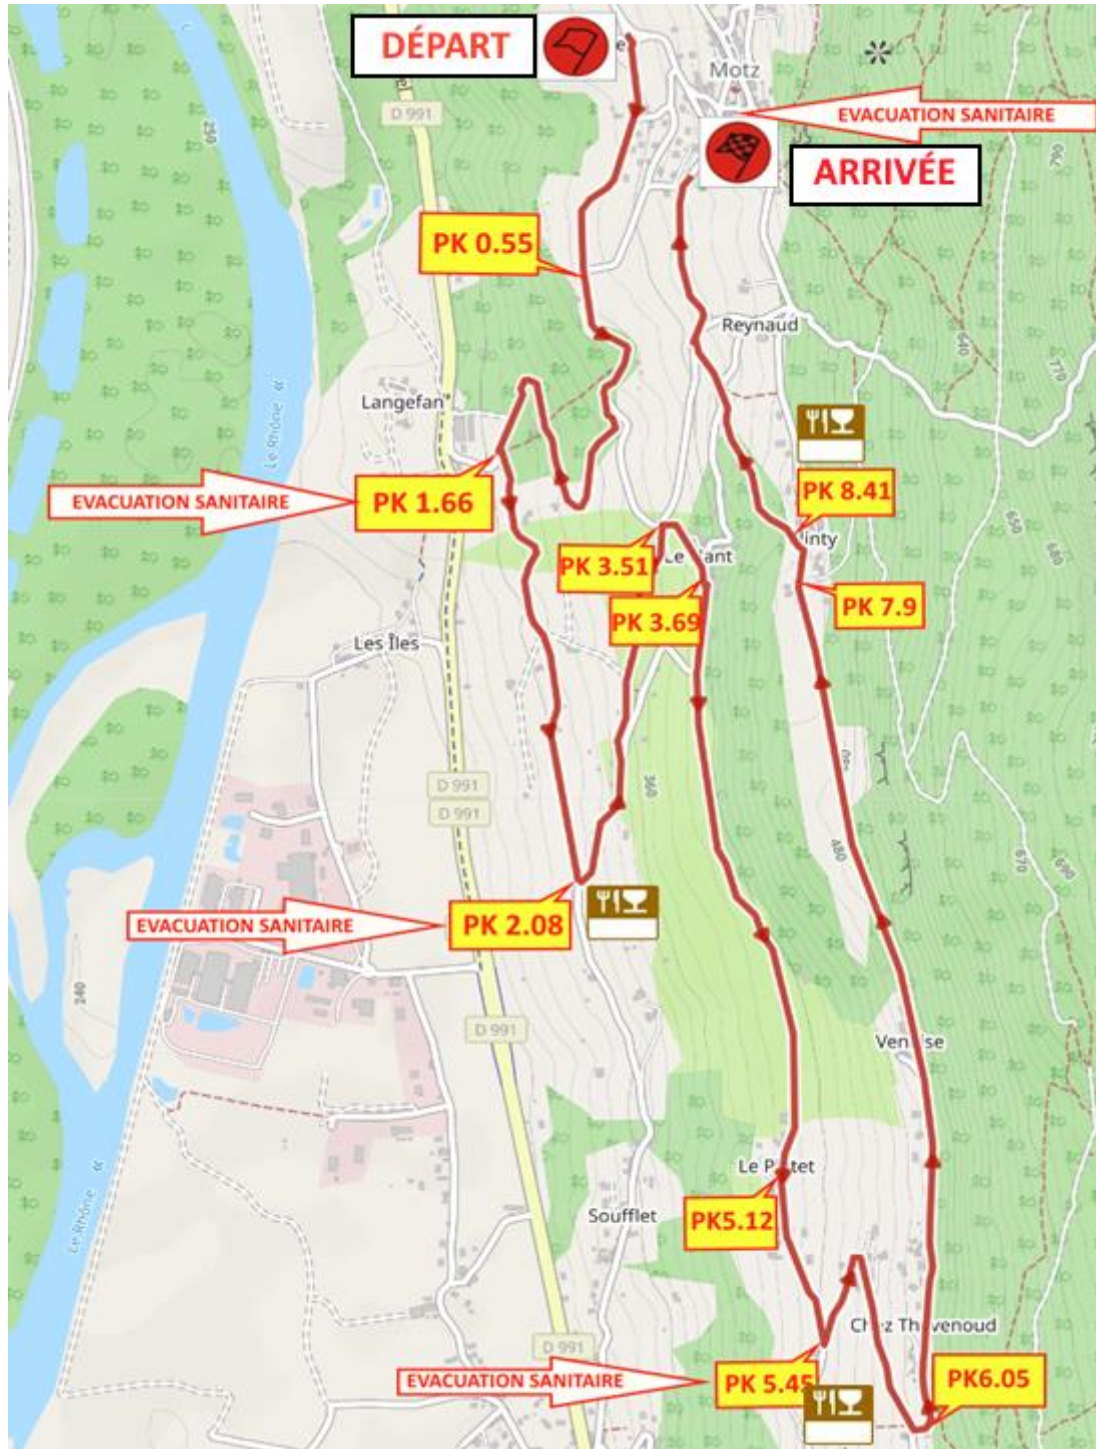 DÉPART
Motz
D 991
250
EVACUATION SANITAIRE
ARRIVÉE
760
PK 0.55
Reynaud
640
770
Langefan
Le Rhône
PK 8.41
EVACUATION SANITAIRE
PK 1.66
PK 3.51
PK 7.9
PK 3.69
650
680
Les Îles
D 991
D 991
360
480
670
690
EVACUATION SANITAIRE
PK 2.08
240
D 991
Le Rhône
Soufflet
PK5.12
D 991
EVACUATION SANITAIRE
PK 5.45
PK6.05